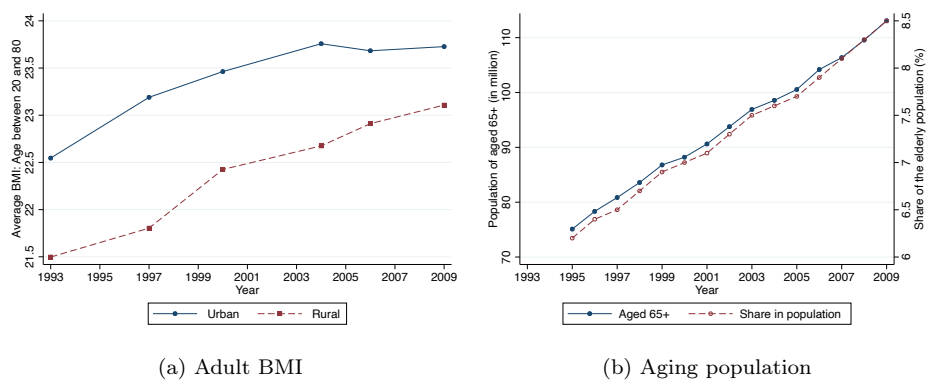 Average BMI: Age between 20 and 80
24
23.5
23
22.5
22
21.5
1993 1995 1997 1999 2001 2003 2005 2007 2009
Year
Urban Rural
(a) Adult BMI
Population of aged 65+ (in million)
110
100
90
80
70
Share of the elderly population (%)
8.5
8
7.5
7
6.5
6
1993 1995 1997 1999 2001 2003 2005 2007 2009
Year
Aged 65+ Share in population
(b) Aging population